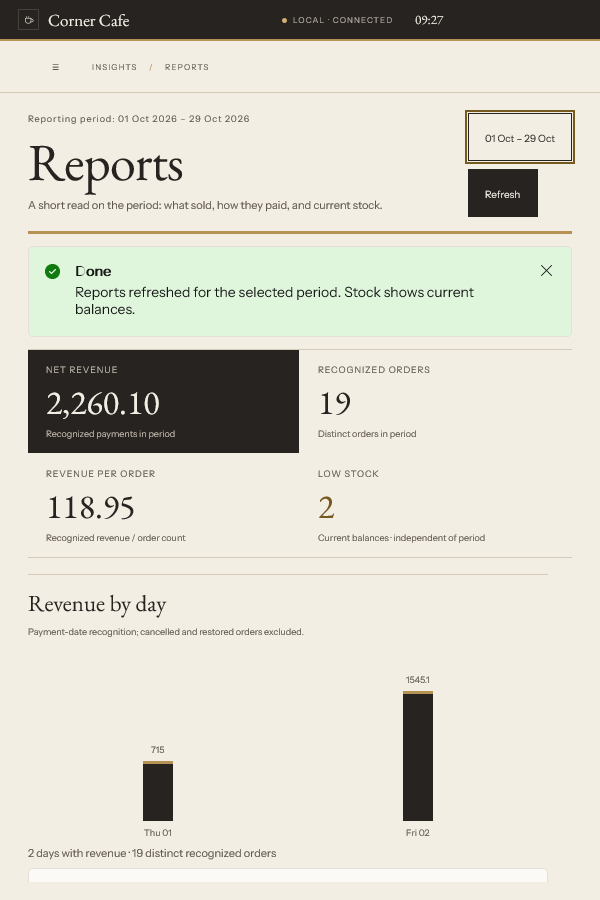 Corner Cafe
LOCAL · CONNECTED
09:27
☰
INSIGHTS / REPORTS
Reporting period: 01 Oct 2026 – 29 Oct 2026
01 Oct – 29 Oct
Reports
Refresh
A short read on the period: what sold, how they paid, and current stock.
Done
Reports refreshed for the selected period. Stock shows current
balances.
NET REVENUE
2,260.10
Recognized payments in period
RECOGNIZED ORDERS
19
Distinct orders in period
REVENUE PER ORDER
118.95
Recognized revenue / order count
LOW STOCK
2
Current balances · independent of period
Revenue by day
Payment-date recognition; cancelled and restored orders excluded.
1545.1
715
Thu 01
Fri 02
2 days with revenue · 19 distinct recognized orders